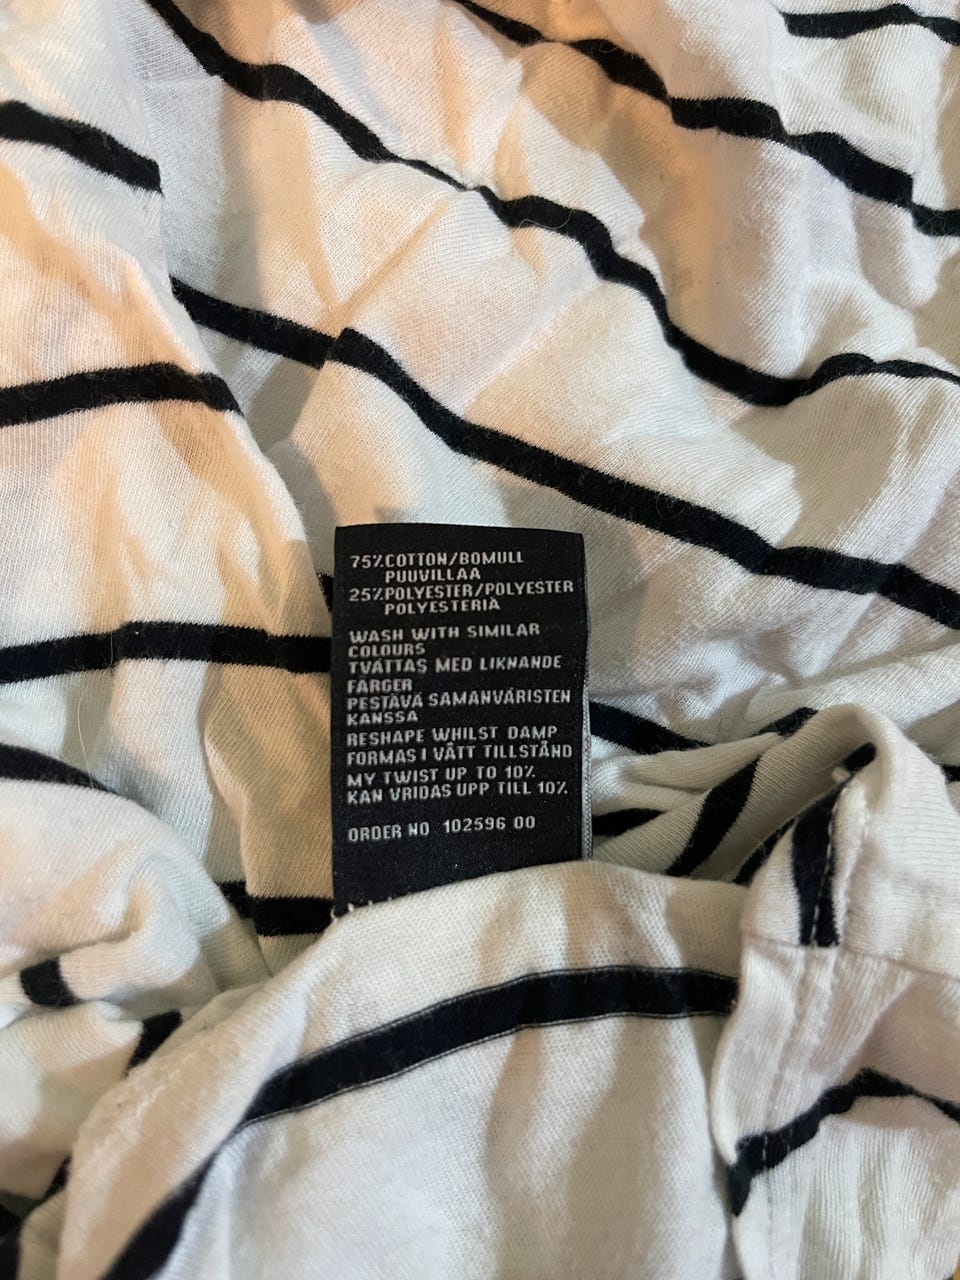 75%COTTON/BOMULL
PUUVILLAA
25%POLYESTER/POLYESTER
POLYESTERIÀ
WASH WITH SIMILAR
COLOURS
TVÄTTAS MED LIKNANDE
FÄRGER
PESTÄVÄ SAMANVÄRISTEN
KANSSA
RESHAPE WHILST DAMP
FORMAS I VÅTT TILLSTÅND
MY TWIST UP TO 10%
KAN VRIDAS UPP TILL 10%
ORDER NO 102596 00